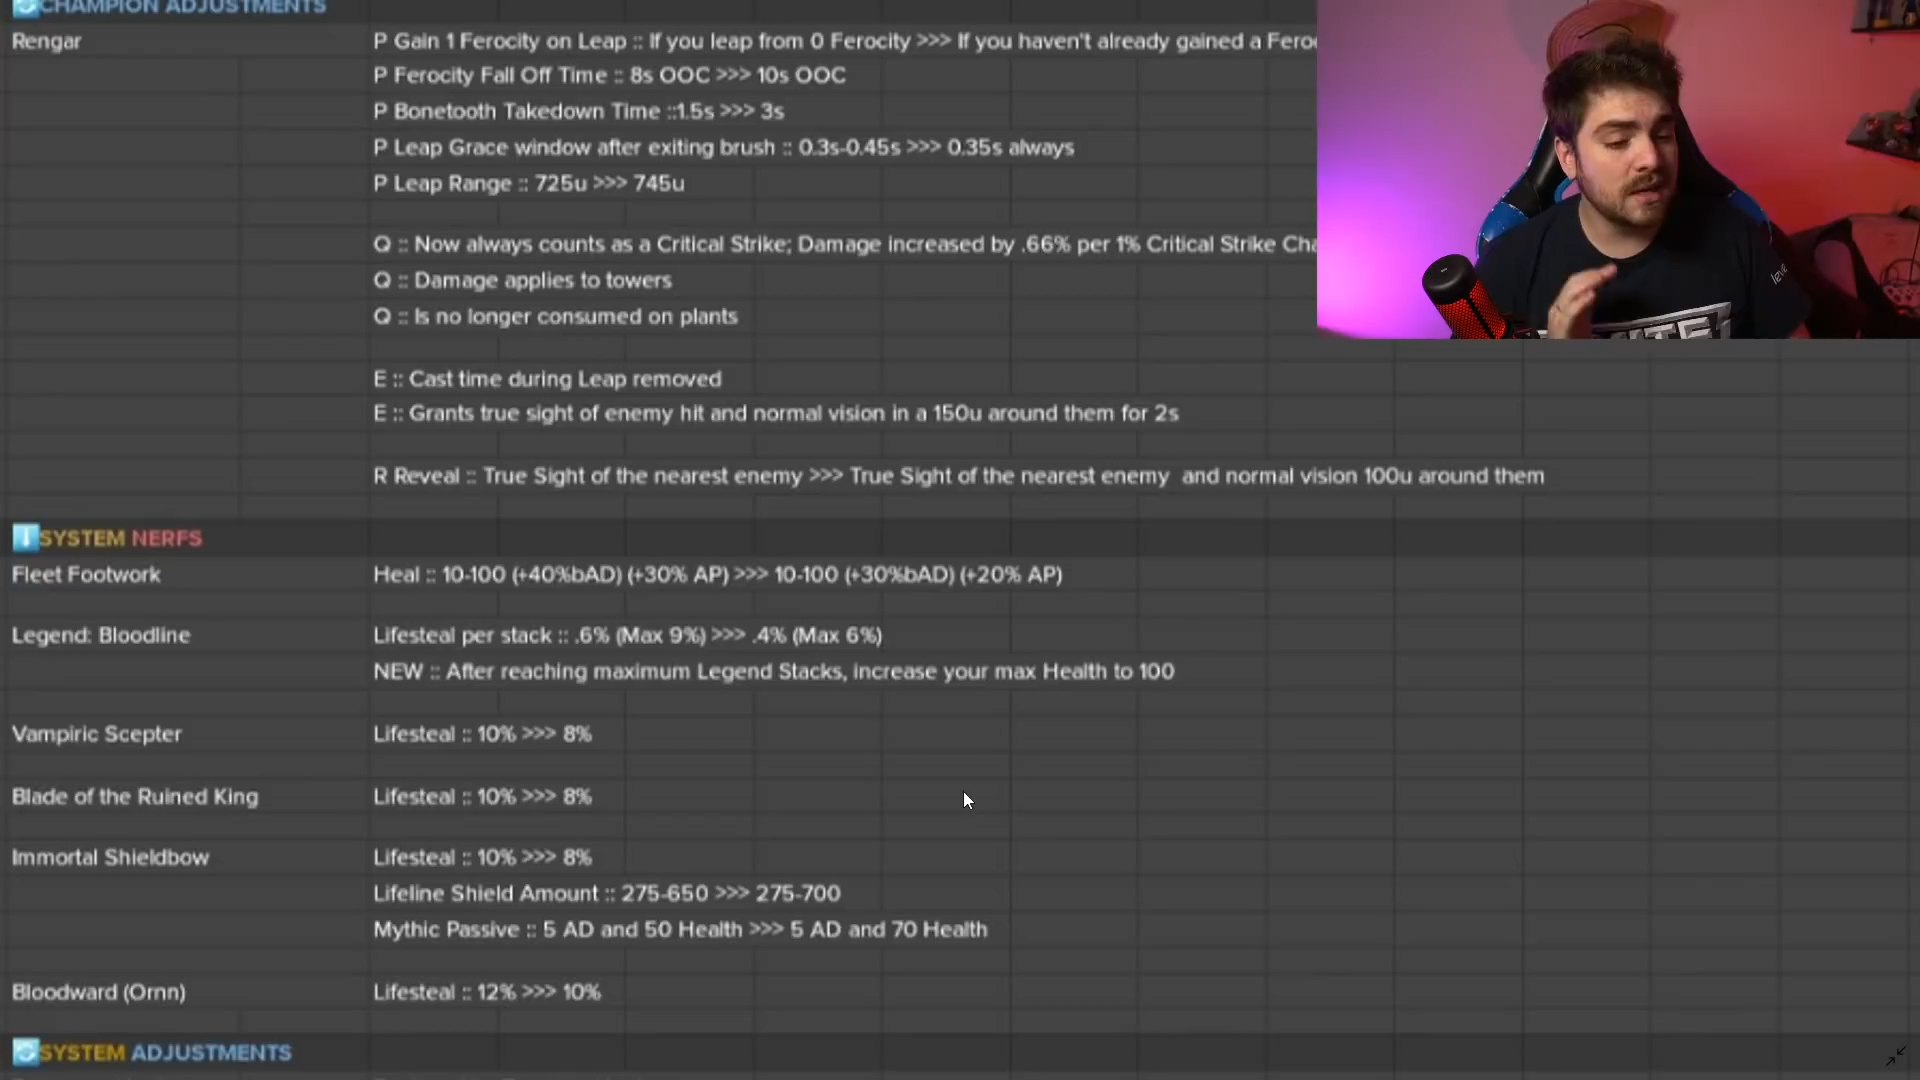 CHAMPION ADJUSTMENTS
Rengar P Gain 1 Ferocity on Leap :: If you leap from 0 Ferocity >>> If you haven't already gained a
P Ferocity Fall Off Time :: 8s OOC >>> 10s OOC
P Bonetooth Takedown Time ::1.5s >>> 3s
P Leap Grace window after exiting brush :: 0.3s-0.45s >>> 0.35s always
P Leap Range :: 725u >>> 745u
Q :: Now always counts as a Critical Strike; Damage increased by .66% per 1% Critical Strike
Q :: Damage applies to towers
Q :: Is no longer consumed on plants
E :: Cast time during Leap removed
E :: Grants true sight of enemy hit and normal vision in a 150u around them for 2s
R Reveal :: True Sight of the nearest enemy >>> True Sight of the nearest enemy and normal vision 100u around them
SYSTEM NERFS
Fleet Footwork Heal :: 10-100 (+40%bAD) (+30% AP) >>> 10-100 (+30%bAD) (+20% AP)
Legend: Bloodline Lifesteal per stack :: .6% (Max 9%) >>> .4% (Max 6%)
NEW :: After reaching maximum Legend Stacks, increase your max Health to 100
Vampiric Scepter Lifesteal :: 10% >>> 8%
Blade of the Ruined King Lifesteal :: 10% >>> 8%
Immortal Shieldbow Lifesteal :: 10% >>> 8%
Lifeline Shield Amount :: 275-650 >>> 275-700
Mythic Passive :: 5 AD and 50 Health >>> 5 AD and 70 Health
Bloodward (Ornn) Lifesteal :: 12% >>> 10%
SYSTEM ADJUSTMENTS